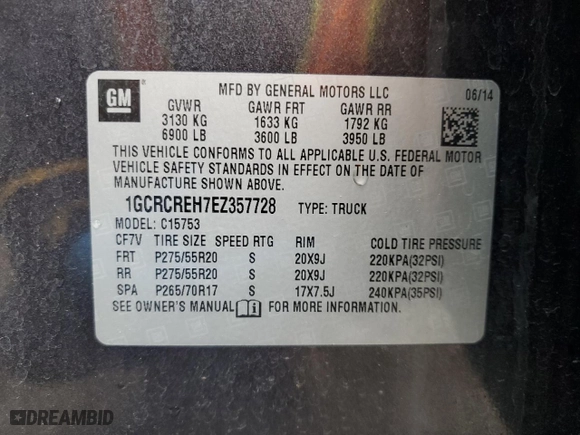 GM
MFD BY GENERAL MOTORS LLC 06/14
GVWR GAWR FRT GAWR RR
3130 KG 1633 KG 1792 KG
6900 LB 3600 LB 3950 LB
THIS VEHICLE CONFORMS TO ALL APPLICABLE U.S. FEDERAL MOTOR
VEHICLE SAFETY STANDARDS IN EFFECT ON THE DATE OF
MANUFACTURE SHOWN ABOVE.
1GCRCREH7EZ357728 TYPE: TRUCK
MODEL: C15753
CF7V TIRE SIZE SPEED RTG RIM COLD TIRE PRESSURE
FRT P275/55R20 S 20X9J 220KPA(32PSI)
RR P275/55R20 S 20X9J 220KPA(32PSI)
SPA P265/70R17 S 17X7.5J 240KPA(35PSI)
SEE OWNER'S MANUAL FOR MORE INFORMATION.
DREAMBID